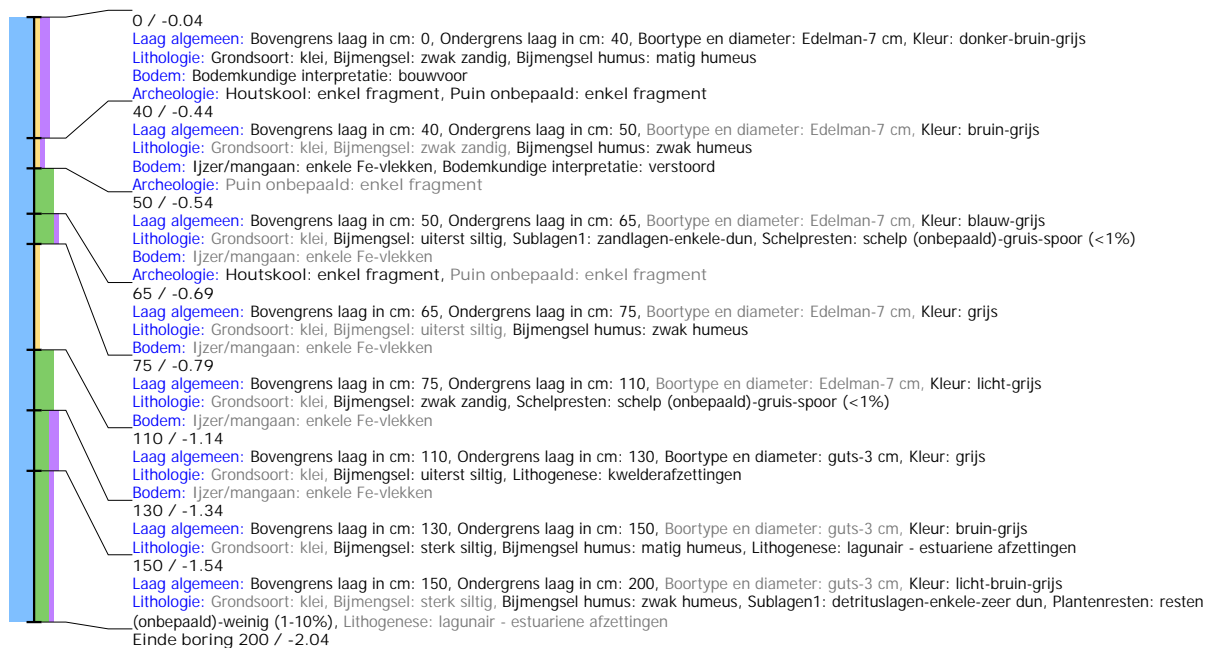 0 / -0.04
Laag algemeen: Bovengrens laag in cm: 0, Ondergrens laag in cm: 40, Boortype en diameter: Edelman-7 cm, Kleur: donker-bruin-grijs
Lithologie: Grondsoort: klei, Bijmengsel: zwak zandig, Bijmengsel humus: matig humeus
Bodem: Bodemkundige interpretatie: bouwvoor
Archeologie: Houtskool: enkel fragment, Puin onbepaald: enkel fragment
40 / -0.44
Laag algemeen: Bovengrens laag in cm: 40, Ondergrens laag in cm: 50, Boortype en diameter: Edelman-7 cm, Kleur: bruin-grijs
Lithologie: Grondsoort: klei, Bijmengsel: zwak zandig, Bijmengsel humus: zwak humeus
Bodem: Ijzer/mangaan: enkele Fe-vlekken, Bodemkundige interpretatie: verstoord
Archeologie: Puin onbepaald: enkel fragment
50 / -0.54
Laag algemeen: Bovengrens laag in cm: 50, Ondergrens laag in cm: 65, Boortype en diameter: Edelman-7 cm, Kleur: blauw-grijs
Lithologie: Grondsoort: klei, Bijmengsel: uiterst siltig, Sublagen1: zandlagen-enkele-dun, Schelpresten: schelp (onbepaald)-gruis-spoor (<1%)
Bodem: Ijzer/mangaan: enkele Fe-vlekken
Archeologie: Houtskool: enkel fragment, Puin onbepaald: enkel fragment
65 / -0.69
Laag algemeen: Bovengrens laag in cm: 65, Ondergrens laag in cm: 75, Boortype en diameter: Edelman-7 cm, Kleur: grijs
Lithologie: Grondsoort: klei, Bijmengsel: uiterst siltig, Bijmengsel humus: zwak humeus
Bodem: Ijzer/mangaan: enkele Fe-vlekken
75 / -0.79
Laag algemeen: Bovengrens laag in cm: 75, Ondergrens laag in cm: 110, Boortype en diameter: Edelman-7 cm, Kleur: licht-grijs
Lithologie: Grondsoort: klei, Bijmengsel: zwak zandig, Schelpresten: schelp (onbepaald)-gruis-spoor (<1%)
Bodem: Ijzer/mangaan: enkele Fe-vlekken
110 / -1.14
Laag algemeen: Bovengrens laag in cm: 110, Ondergrens laag in cm: 130, Boortype en diameter: guts-3 cm, Kleur: grijs
Lithologie: Grondsoort: klei, Bijmengsel: uiterst siltig, Lithogenese: kwelderafzettingen
Bodem: Ijzer/mangaan: enkele Fe-vlekken
130 / -1.34
Laag algemeen: Bovengrens laag in cm: 130, Ondergrens laag in cm: 150, Boortype en diameter: guts-3 cm, Kleur: bruin-grijs
Lithologie: Grondsoort: klei, Bijmengsel: sterk siltig, Bijmengsel humus: matig humeus, Lithogenese: lagunair - estuariene afzettingen
150 / -1.54
Laag algemeen: Bovengrens laag in cm: 150, Ondergrens laag in cm: 200, Boortype en diameter: guts-3 cm, Kleur: licht-bruin-grijs
Lithologie: Grondsoort: klei, Bijmengsel: sterk siltig, Bijmengsel humus: zwak humeus, Sublagen1: detrituslagen-enkele-zeer dun, Plantenresten: resten
(onbepaald)-weinig (1-10%), Lithogenese: lagunair - estuariene afzettingen
Einde boring 200 / -2.04